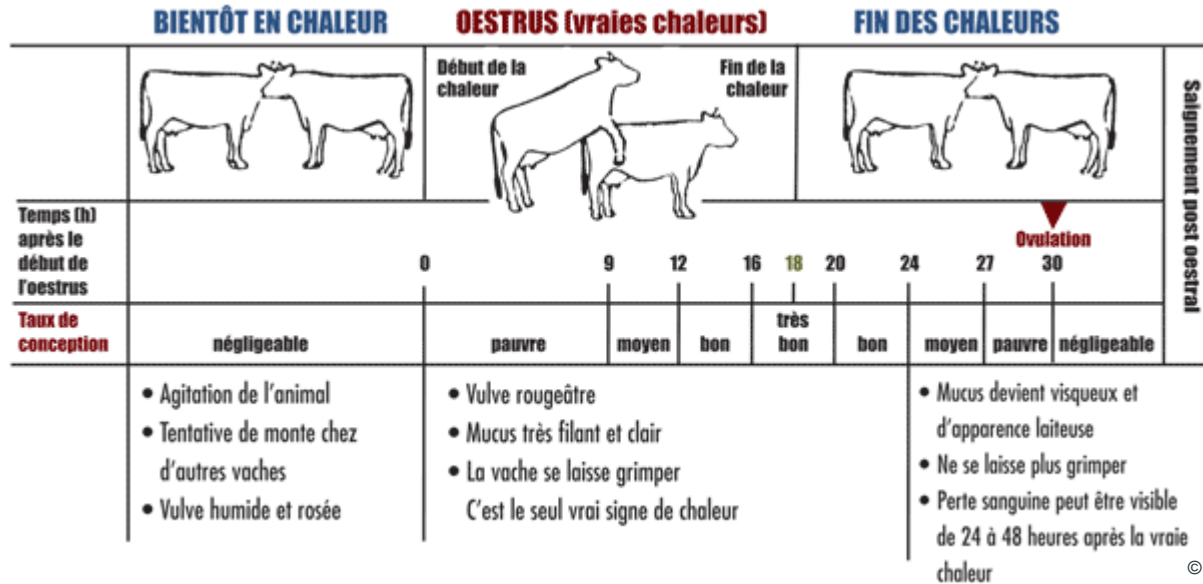 BIENTÔT EN CHALEUR
OESTRUS (vraies chaleurs)
FIN DES CHALEURS
Début de la
chaleur
Fin de la
chaleur
Saignement post oestral
Temps (h)
après le
début de
l'oestrus
Ovulation
0 9 12 16 18 20 24 27 30
Taux de
conception
négligeable
pauvre
moyen
bon
très
bon
bon
moyen
pauvre
négligeable
• Agitation de l'animal
• Tentative de monte chez
d'autres vaches
• Vulve humide et rosée
• Vulve rougeâtre
• Mucus très filant et clair
• La vache se laisse grimper
C'est le seul vrai signe de chaleur
• Mucus devient visqueux et
d'apparence laiteuse
• Ne se laisse plus grimper
• Perte sanguine peut être visible
de 24 à 48 heures après la vraie
chaleur
©